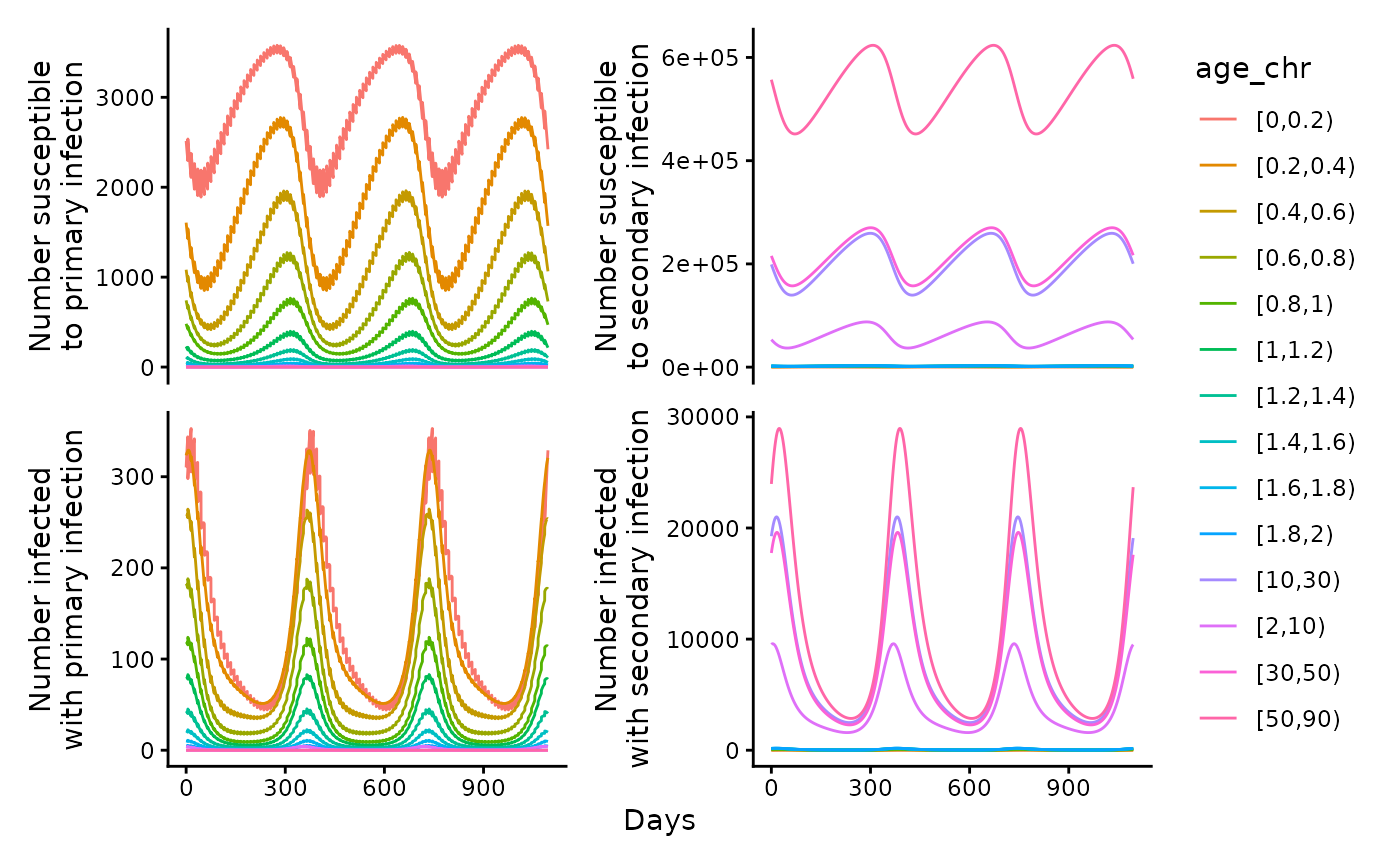 Number susceptible
to primary infection
3000
2000
1000
0
Number susceptible
to secondary infection
6e+05
4e+05
2e+05
0e+00
Number infected
with primary infection
300
200
100
0
0
300
600
900
Number infected
with secondary infection
30000
20000
10000
0
0
300
600
900
Days
age_chr
[0,0.2)
[0.2,0.4)
[0.4,0.6)
[0.6,0.8)
[0.8,1)
[1,1.2)
[1.2,1.4)
[1.4,1.6)
[1.6,1.8)
[1.8,2)
[10,30)
[2,10)
[30,50)
[50,90)